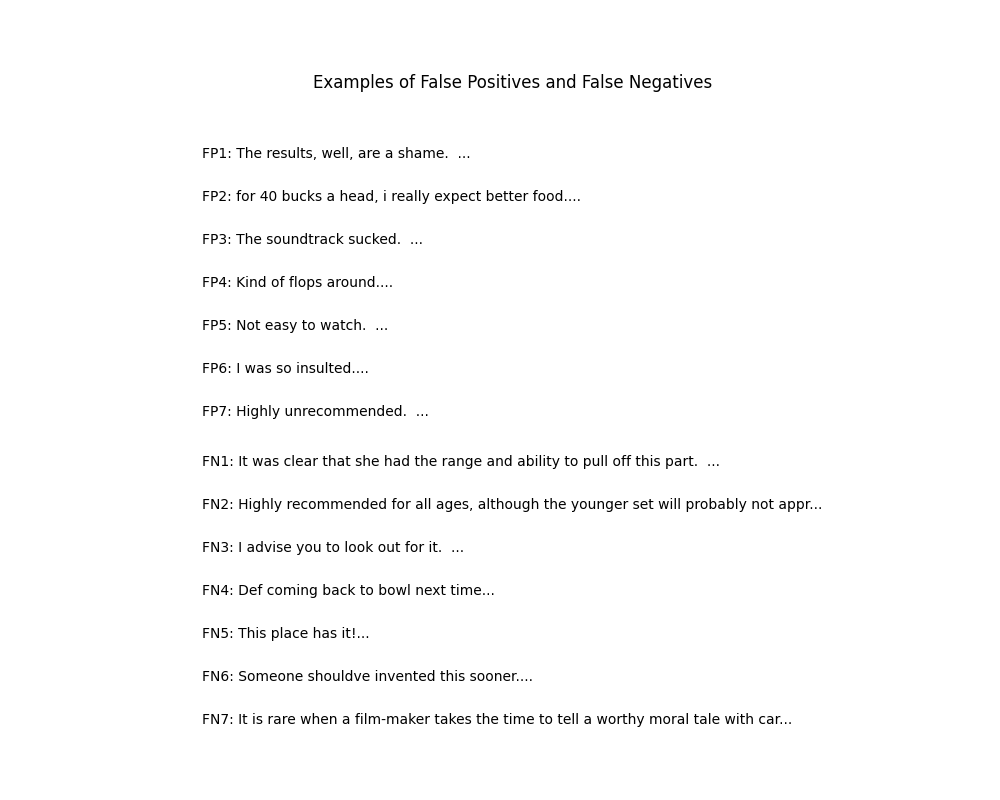 Examples of False Positives and False Negatives
FP1: The results, well, are a shame.  ...
FP2: for 40 bucks a head, i really expect better food....
FP3: The soundtrack sucked.  ...
FP4: Kind of flops around....
FP5: Not easy to watch.  ...
FP6: I was so insulted....
FP7: Highly unrecommended.  ...
FN1: It was clear that she had the range and ability to pull off this part.  ...
FN2: Highly recommended for all ages, although the younger set will probably not appr...
FN3: I advise you to look out for it.  ...
FN4: Def coming back to bowl next time...
FN5: This place has it!...
FN6: Someone shouldve invented this sooner....
FN7: It is rare when a film-maker takes the time to tell a worthy moral tale with car...